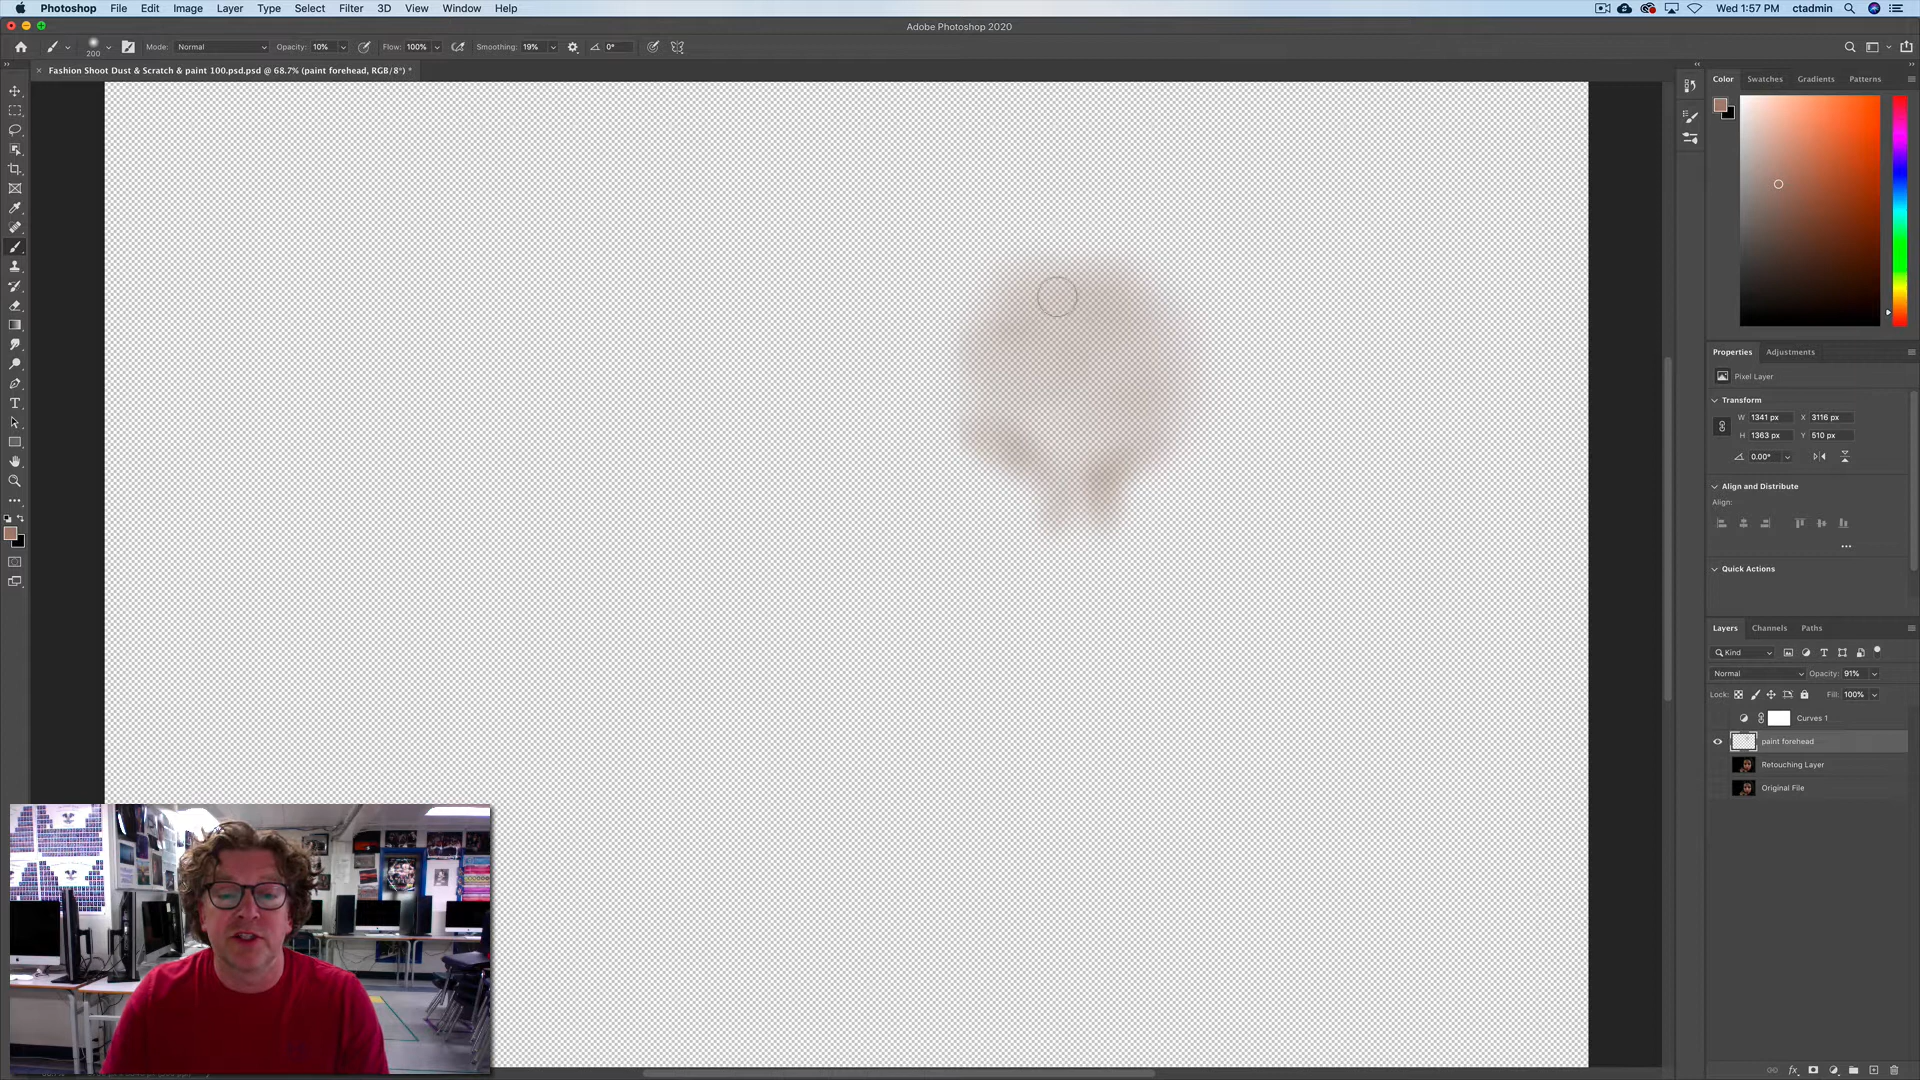 Photoshop File Edit Image Layer Type Select Filter 3D View Window Help
Wed 1:57 PM ctadmin
Adobe Photoshop 2020
200 Mode: Normal Opacity: 10% Flow: 100% Smoothing: 19% 0°
× Fashion Shoot Dust & Scratch & paint 100.psd.psd @ 68.7% (paint forehead, RGB/8*) *
Color Swatches Gradients Patterns
Properties Adjustments
Pixel Layer
Transform
W 1341 px X 3116 px
H 1363 px Y 510 px
0.00°
Align and Distribute
Align:
Quick Actions
Layers Channels Paths
Kind
Normal Opacity: 91%
Lock: Fill: 100%
Curves 1
paint forehead
Retouching Layer
Original File